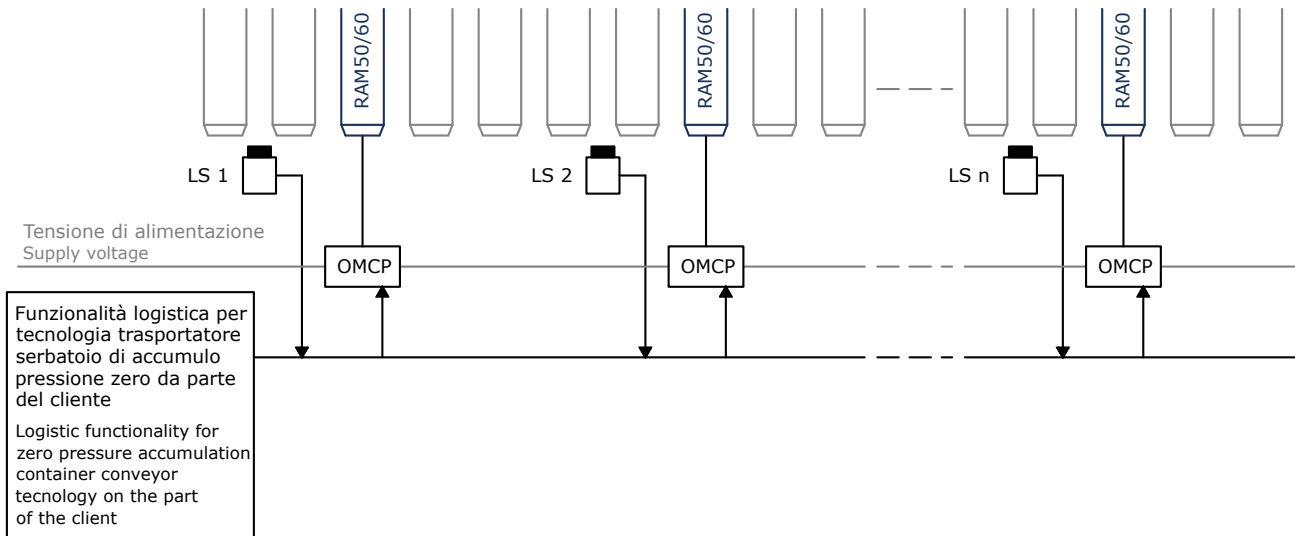 RAM50/60
RAM50/60
RAM50/60
LS 1
LS 2
LS n
Tensione di alimentazione
Supply voltage
OMCP
OMCP
OMCP
Funzionalità logistica per
tecnologia trasportatore
serbatoio di accumulo
pressione zero da parte
del cliente
Logistic functionality for
zero pressure accumulation
container conveyor
tecnology on the part
of the client